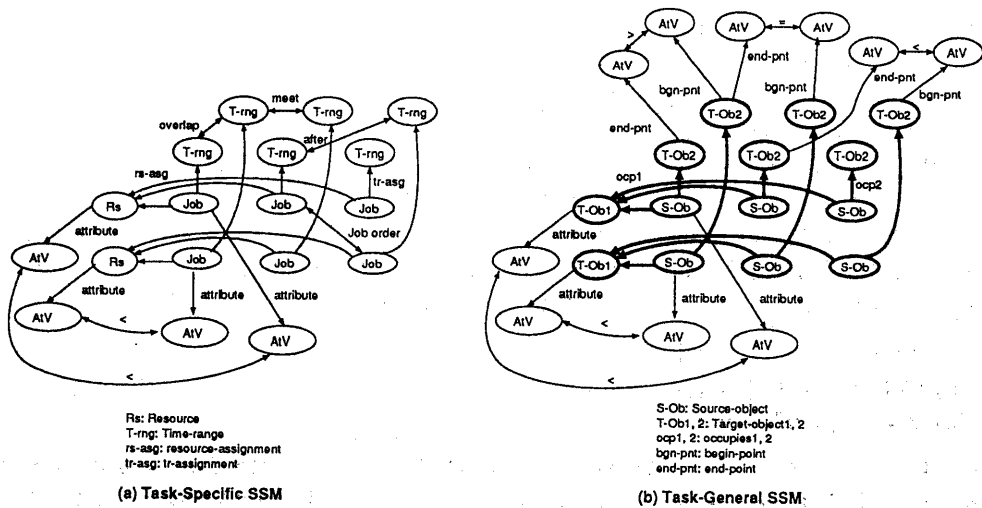 meet
T-rng
T-rng
T-rng
overlap
after
T-rng
T-rng
T-rng
rs-asg
tr-asg
Rs
Job
Job
Job
attribute
Job order
AtV
Rs
Job
Job
Job
attribute
attribute
attribute
AtV
<
AtV
AtV
<
Rs: Resource
T-rng: Time-range
rs-asg: resource-assignment
tr-asg: tr-assignment
(a) Task-Specific SSM
AtV
AtV
=
AtV
>
AtV
end-pnt
AtV
<
AtV
end-pnt
bgn-pnt
bgn-pnt
bgn-pnt
T-Ob2
T-Ob2
T-Ob2
end-pnt
T-Ob2
T-Ob2
T-Ob2
ocp1
ocp2
T-Ob1
S-Ob
S-Ob
S-Ob
attribute
AtV
T-Ob1
S-Ob
S-Ob
S-Ob
attribute
attribute
attribute
AtV
<
AtV
AtV
<
S-Ob: Source-object
T-Ob1, 2: Target-object1, 2
ocp1, 2: occupies1, 2
bgn-pnt: begin-point
end-pnt: end-point
(b) Task-General SSM